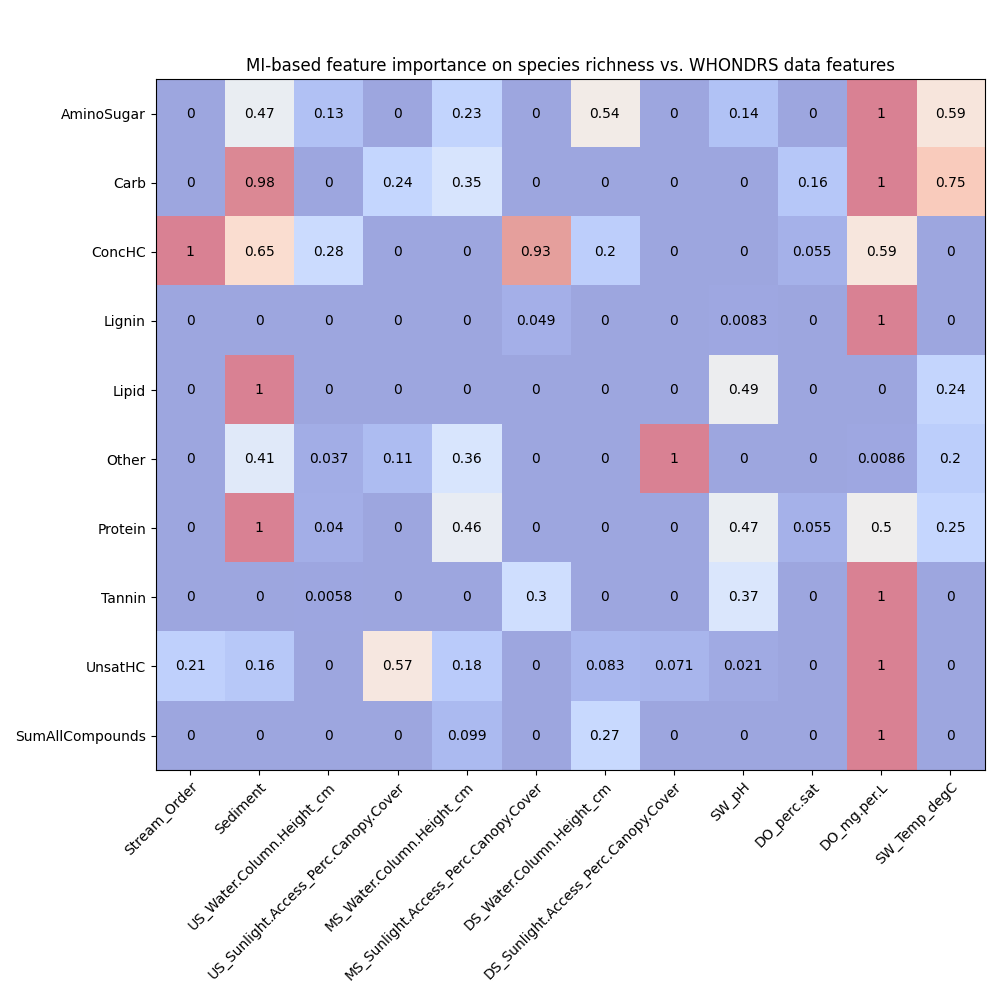 MI-based feature importance on species richness vs. WHONDRS data features
AminoSugar 0 0.47 0.13 0 0.23 0 0.54 0.14 0 1 0.59
Carb 0 0.98 0 0.24 0.35 0 0 0 0 0.16 1 0.75
ConcHC 1 0.65 0.28 0 0 0.93 0.2 0 0 0.055 0.59 0
Lignin 0 0 0 0 0 0.049 0 0 0.0083 0 1 0
Lipid 0 1 0 0 0 0 0 0 0.49 0 0 0.24
Other 0 0.41 0.037 0.11 0.36 0 0 1 0 0 0.0086 0.2
Protein 0 1 0.04 0 0.46 0 0 0 0.47 0.055 0.5 0.25
Tannin 0 0 0.0058 0 0 0.3 0 0 0.37 0 1 0
UnsatHC 0.21 0.16 0 0.57 0.18 0 0.083 0.071 0.021 0 1 0
SumAllCompounds 0 0 0 0 0.099 0 0.27 0 0 0 1 0
Stream_Order
Sediment
US_Water.Column.Height_cm
US_Sunlight.Access_Perc.Canopy.Cover
MS_Water.Column.Height_cm
MS_Sunlight.Access_Perc.Canopy.Cover
DS_Water.Column.Height_cm
DS_Sunlight.Access_Perc.Canopy.Cover
SW_pH
DO_perc.sat
DO_mg.per.L
SW_Temp_degC